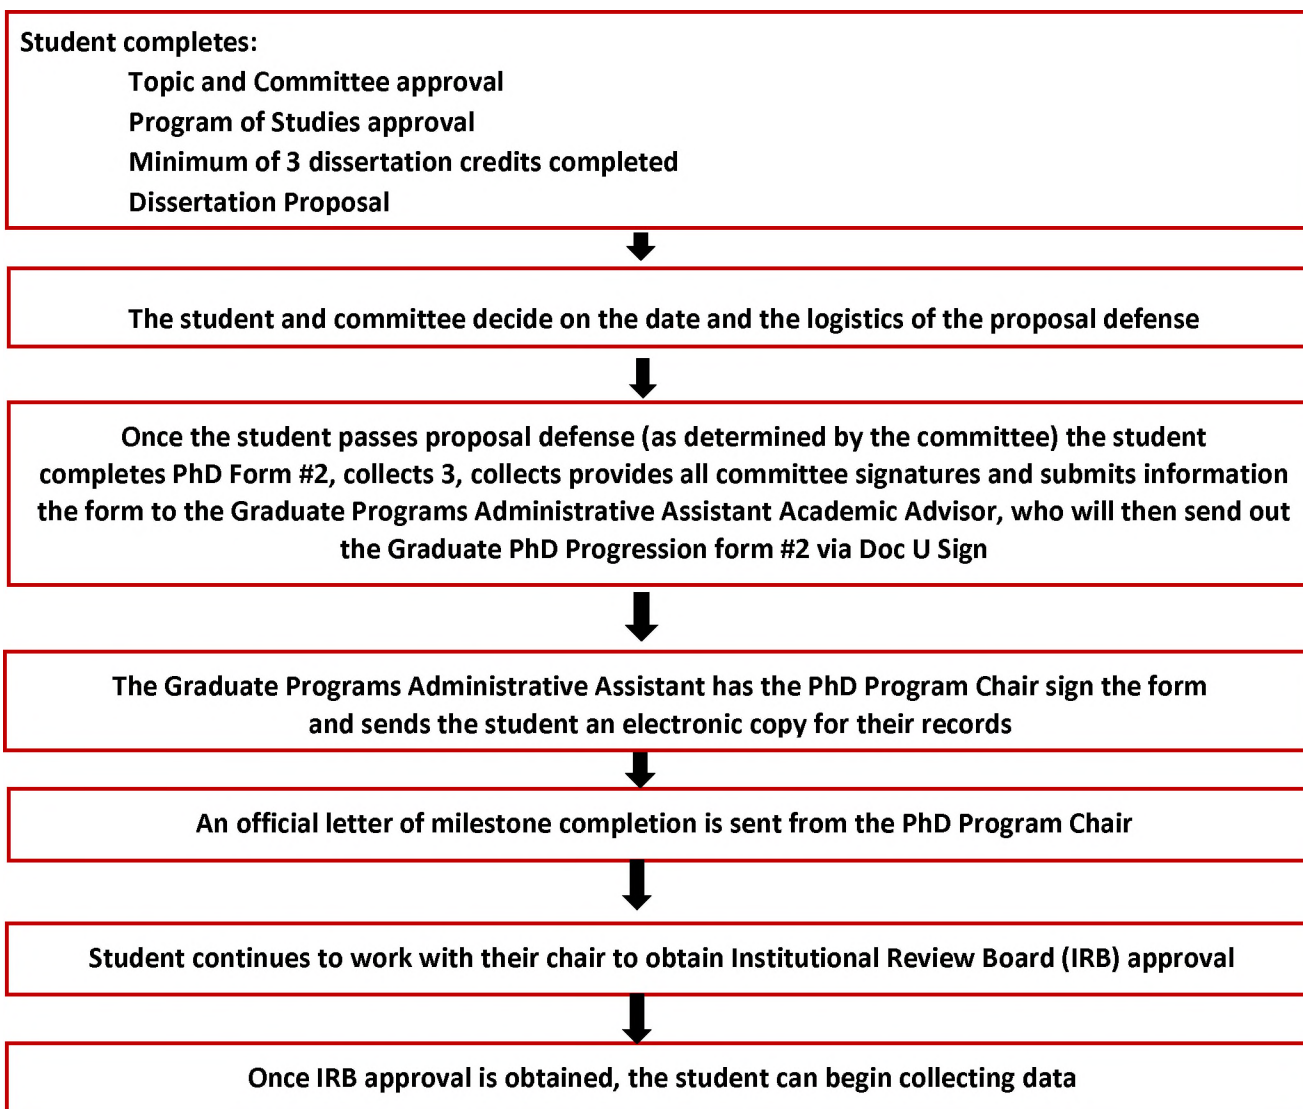 Student completes:
Topic and Committee approval
Program of Studies approval
Minimum of 3 dissertation credits completed
Dissertation Proposal
The student and committee decide on the date and the logistics of the proposal defense
Once the student passes proposal defense (as determined by the committee) the student
completes PhD Form #2, collects 3, collects provides all committee signatures and submits information
the form to the Graduate Programs Administrative Assistant Academic Advisor, who will then send out
the Graduate PhD Progression form #2 via Doc U Sign
The Graduate Programs Administrative Assistant has the PhD Program Chair sign the form
and sends the student an electronic copy for their records
An official letter of milestone completion is sent from the PhD Program Chair
Student continues to work with their chair to obtain Institutional Review Board (IRB) approval
Once IRB approval is obtained, the student can begin collecting data